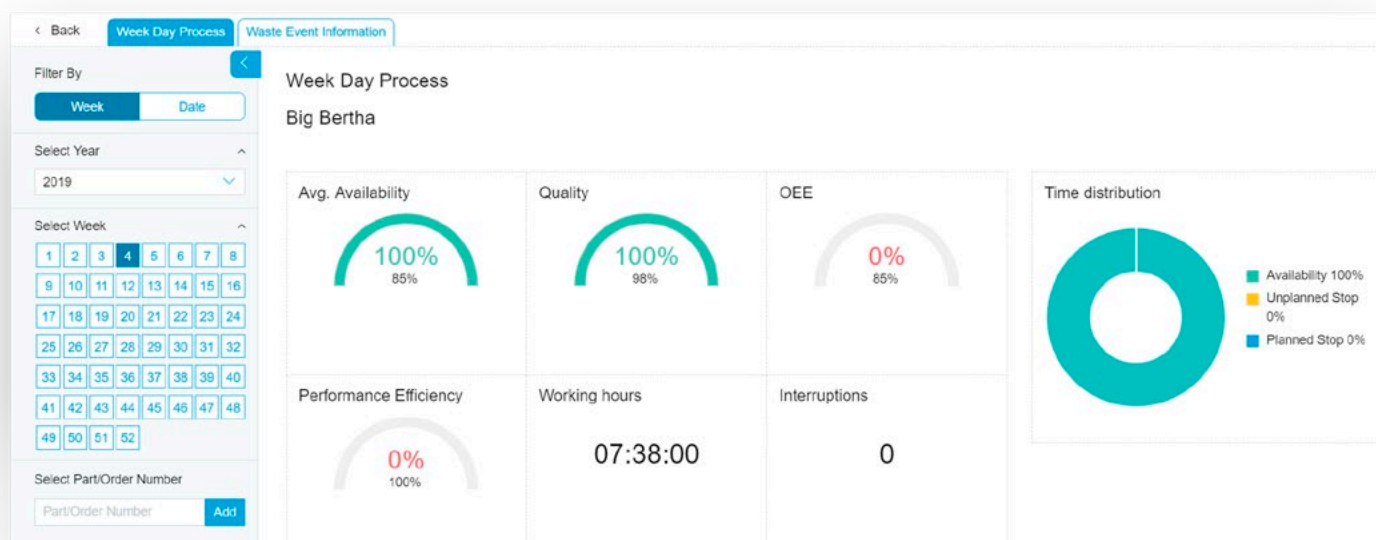 Back
Week Day Process
Waste Event Information
Filter By
Week Date
Select Year
2019
Select Week
1 2 3 4 5 6 7 8
9 10 11 12 13 14 15 16
17 18 19 20 21 22 23 24
25 26 27 28 29 30 31 32
33 34 35 36 37 38 39 40
41 42 43 44 45 46 47 48
49 50 51 52
Select Part/Order Number
Part/Order Number Add
Week Day Process
Big Bertha
Avg. Availability
100%
85%
Quality
100%
98%
OEE
0%
85%
Performance Efficiency
0%
100%
Working hours
07:38:00
Interruptions
0
Time distribution
Availability 100%
Unplanned Stop
0%
Planned Stop 0%